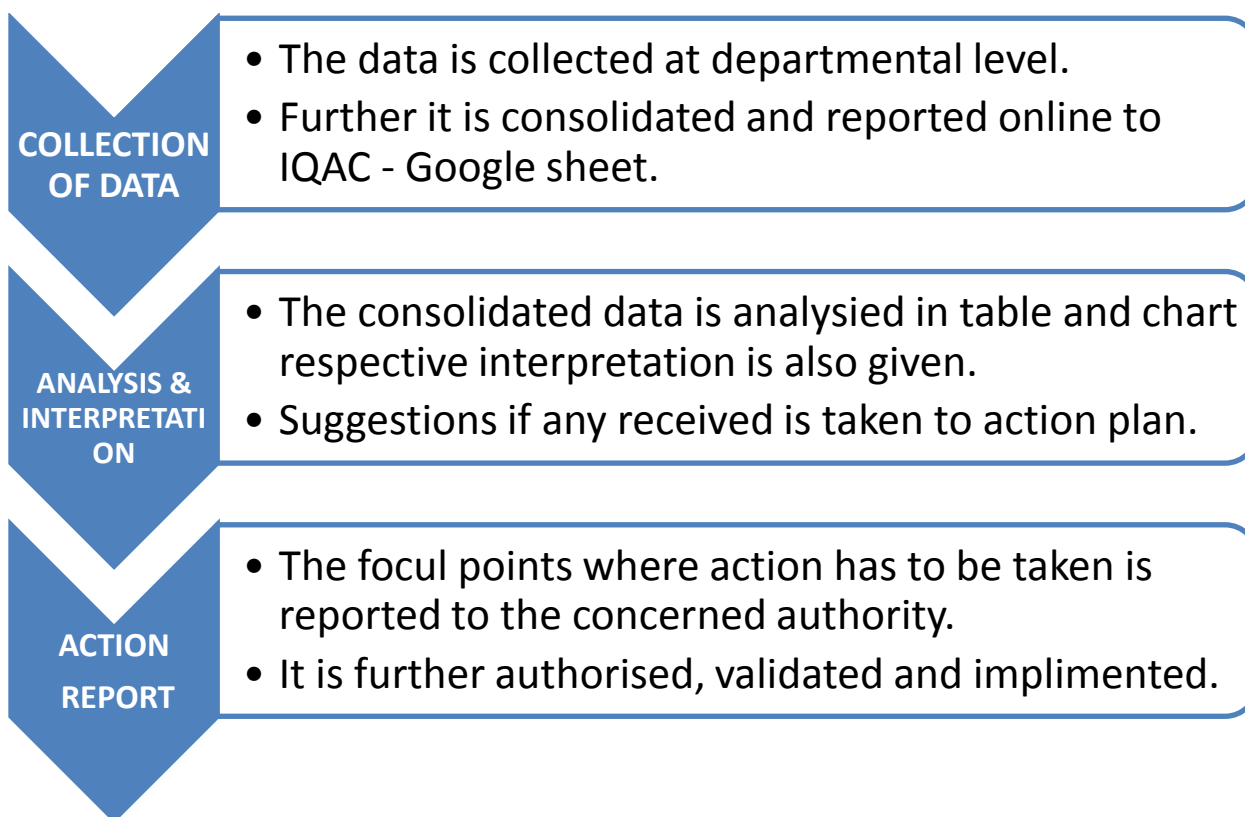 COLLECTION
OF DATA
• The data is collected at departmental level.
• Further it is consolidated and reported online to
IQAC - Google sheet.
ANALYSIS &
INTERPRETATI
ON
• The consolidated data is analysied in table and chart
respective interpretation is also given.
• Suggestions if any received is taken to action plan.
ACTION
REPORT
• The focul points where action has to be taken is
reported to the concerned authority.
• It is further authorised, validated and implimented.